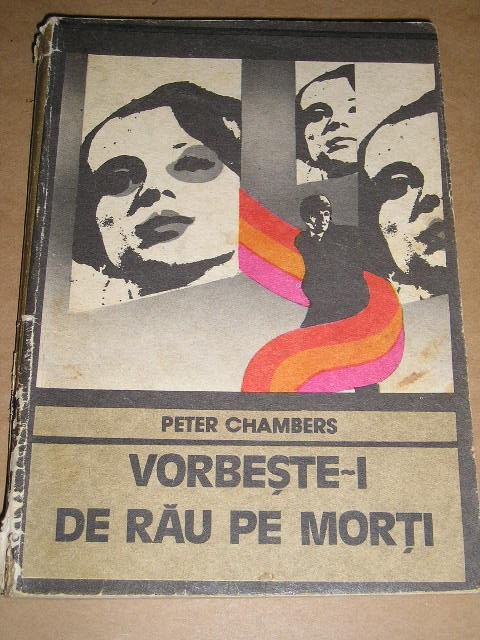 PETER CHAMBERS
VORBEȘTE~I
DE RĂU PE MORȚI